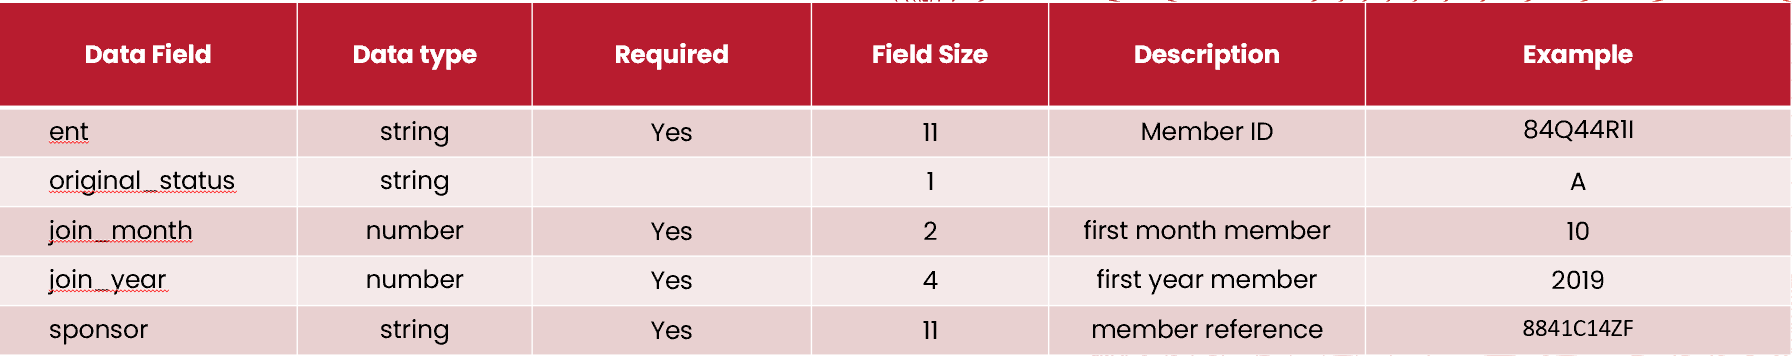 Data Field Data type Required Field Size Description Example
ent string Yes 11 Member ID 84Q44R1I
original_status string 1 A
join_month number Yes 2 first month member 10
join_year number Yes 4 first year member 2019
sponsor string Yes 11 member reference 8841C14ZF